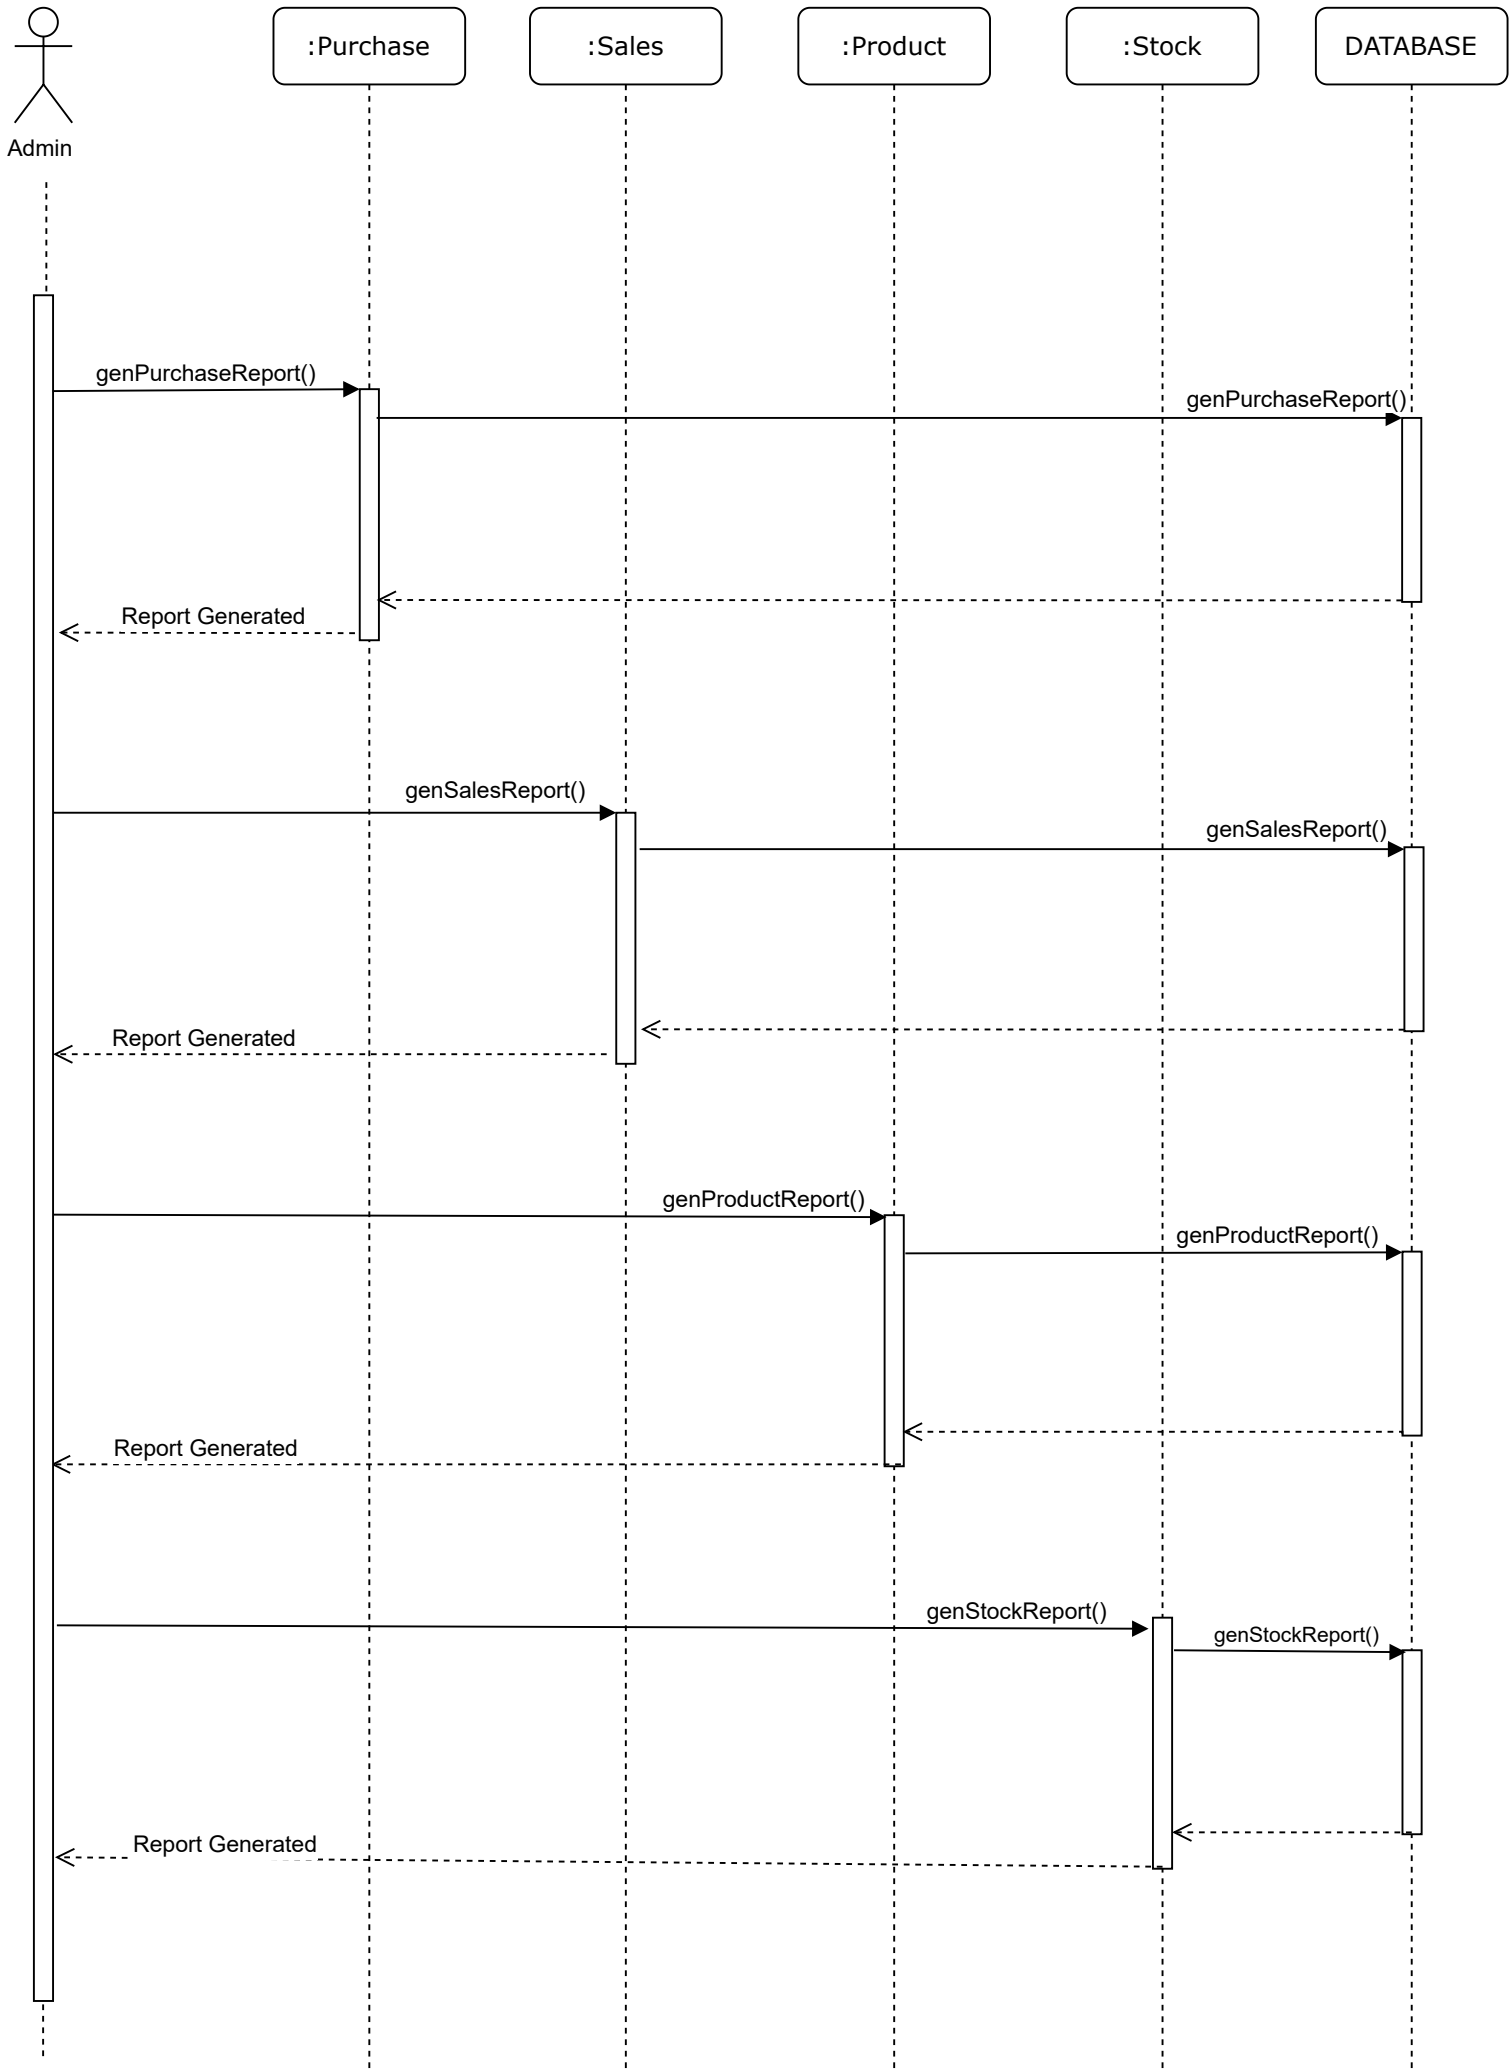 :Purchase
:Sales
:Product
:Stock
DATABASE
Admin
genPurchaseReport()
genPurchaseReport()
Report Generated
genSalesReport()
genSalesReport()
Report Generated
genProductReport()
genProductReport()
Report Generated
genStockReport()
genStockReport()
Report Generated